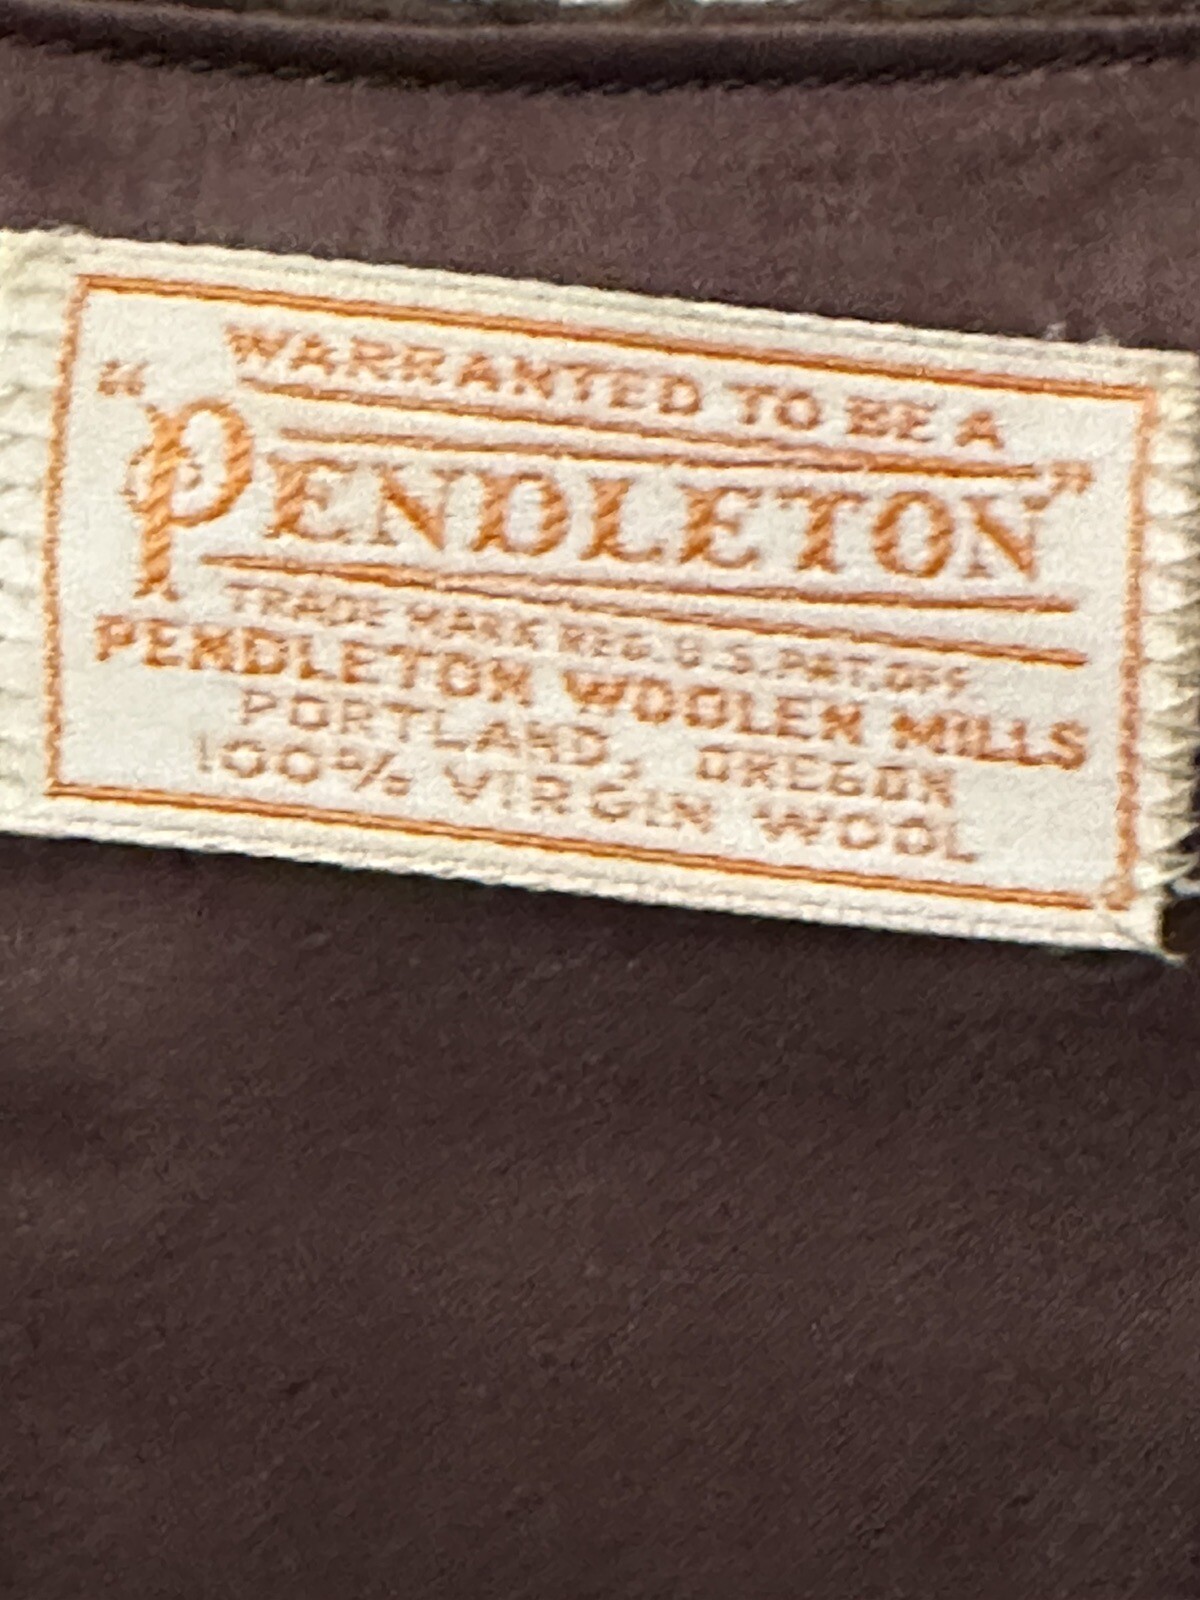 WARRANTED TO BE A
"PENDLETON"
TRADE MARK REG. U.S. PAT. OFF.
PENDLETON WOOLEN MILLS
PORTLAND, OREGON
100% VIRGIN WOOL